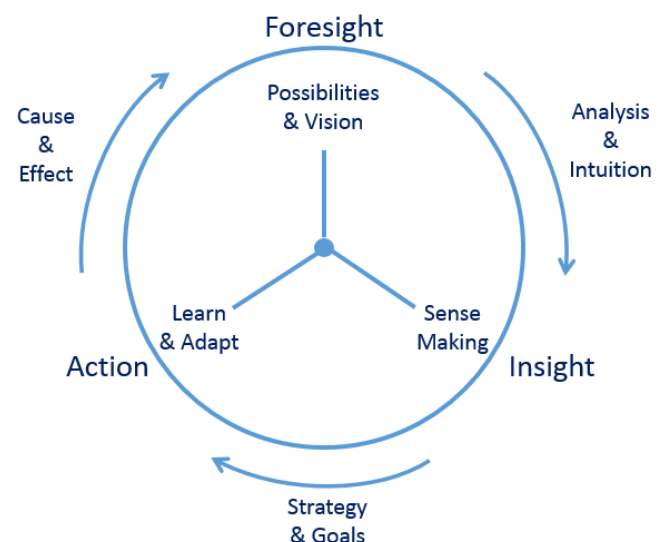 Foresight
Possibilities
& Vision
Cause
&
Effect
Analysis
&
Intuition
Learn
& Adapt
Sense
Making
Action
Insight
Strategy
& Goals